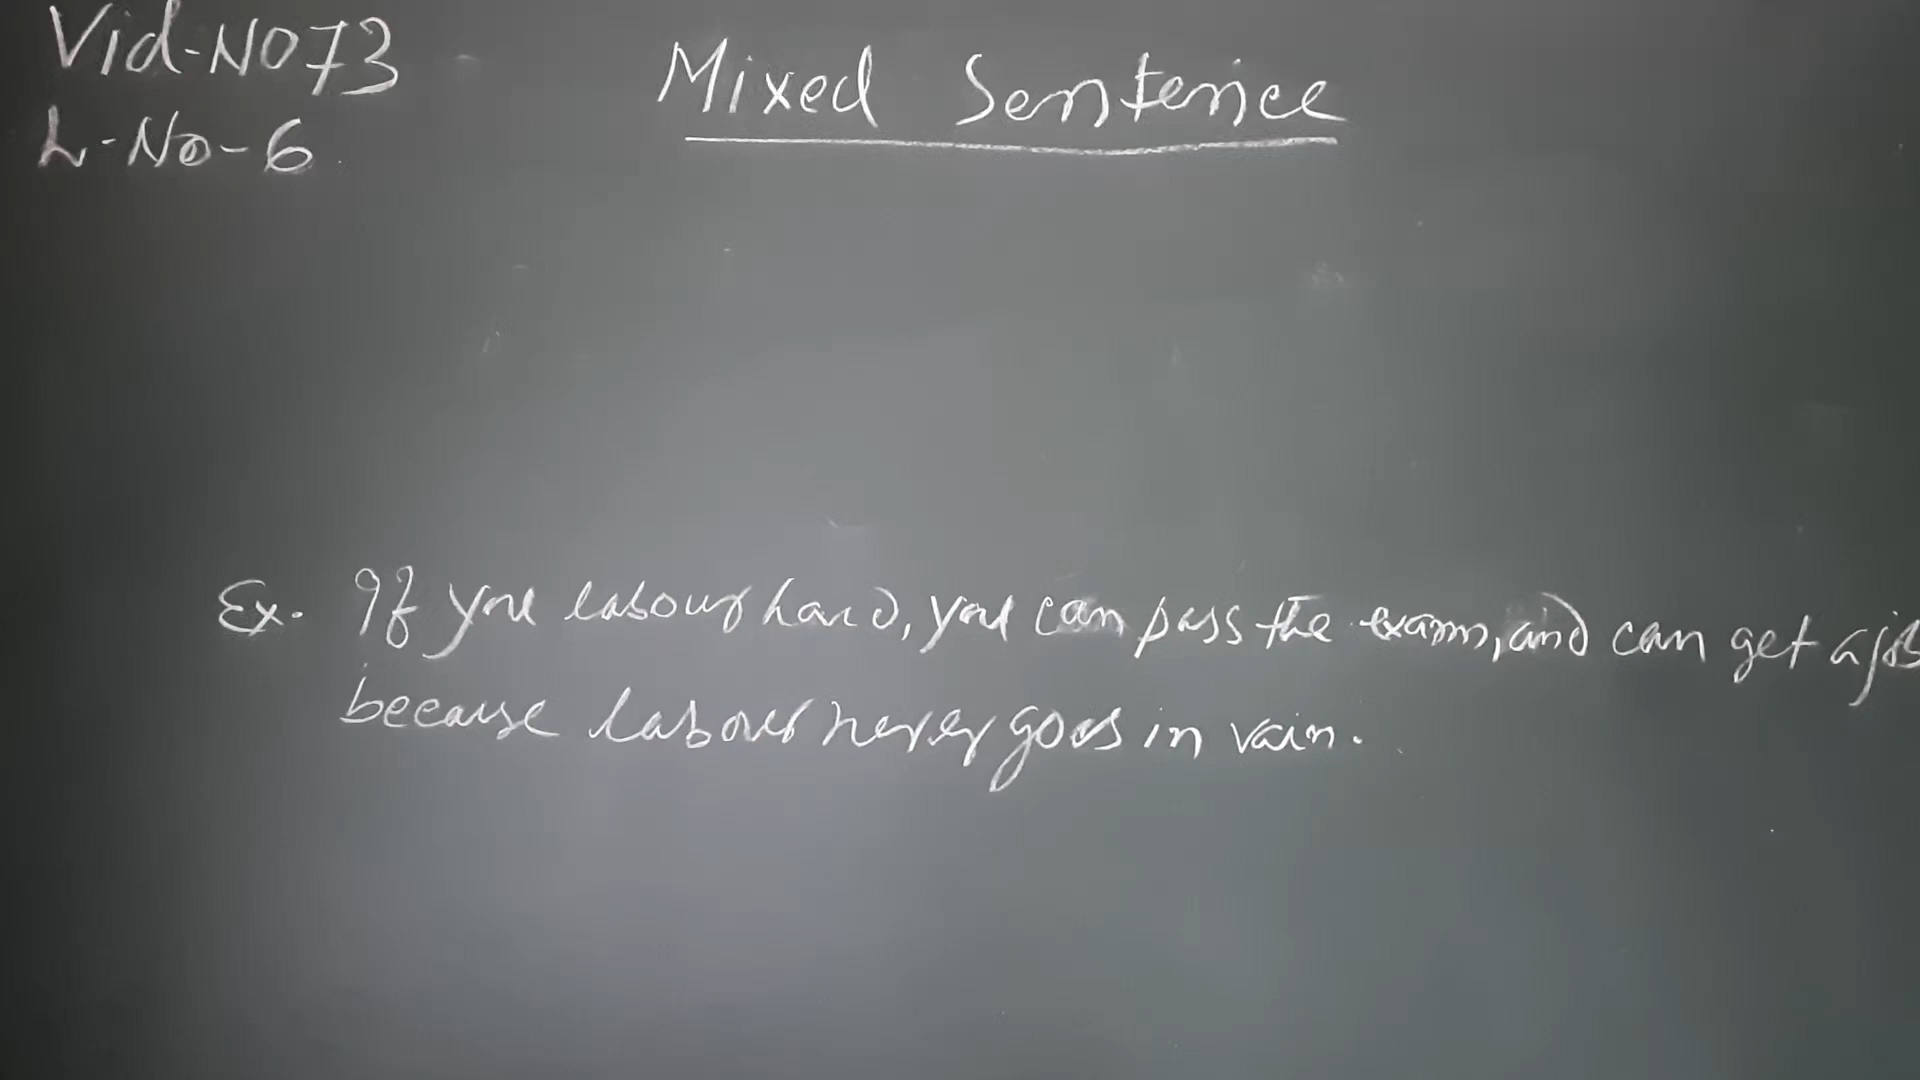 Vid-No73
L-No-6
Mixed Sentence
Ex. If you labour hard, you can pass the exam, and can get a job
because labour never goes in vain.